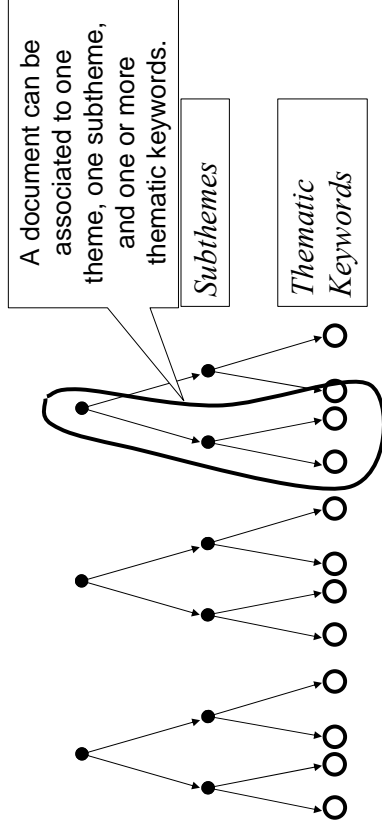 A document can be
associated to one
theme, one subtheme,
and one or more
thematic keywords.
Subthemes
Thematic
Keywords